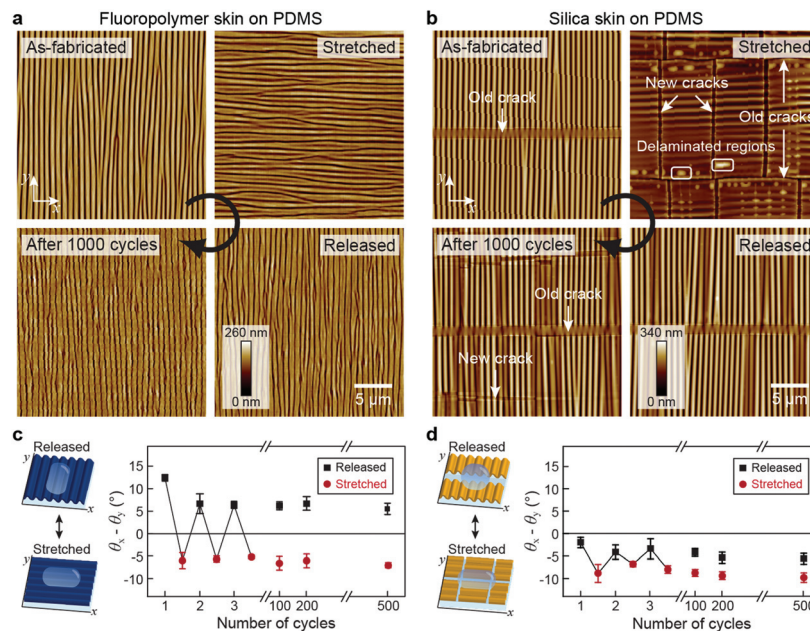 a Fluoropolymer skin on PDMS
As-fabricated
Stretched
y
x
After 1000 cycles
Released
260 nm
0 nm
5 µm
b Silica skin on PDMS
As-fabricated
Stretched
Old crack
New cracks
Old cracks
Delaminated regions
y
x
After 1000 cycles
Released
Old crack
New crack
340 nm
0 nm
5 µm
c
Released
y
x
Stretched
y
x
θx - θy (°)
15
10
5
0
-5
-10
Released
Stretched
1 2 3 100 200 500
Number of cycles
d
Released
y
x
Stretched
y
x
θx - θy (°)
15
10
5
0
-5
-10
Released
Stretched
1 2 3 100 200 500
Number of cycles